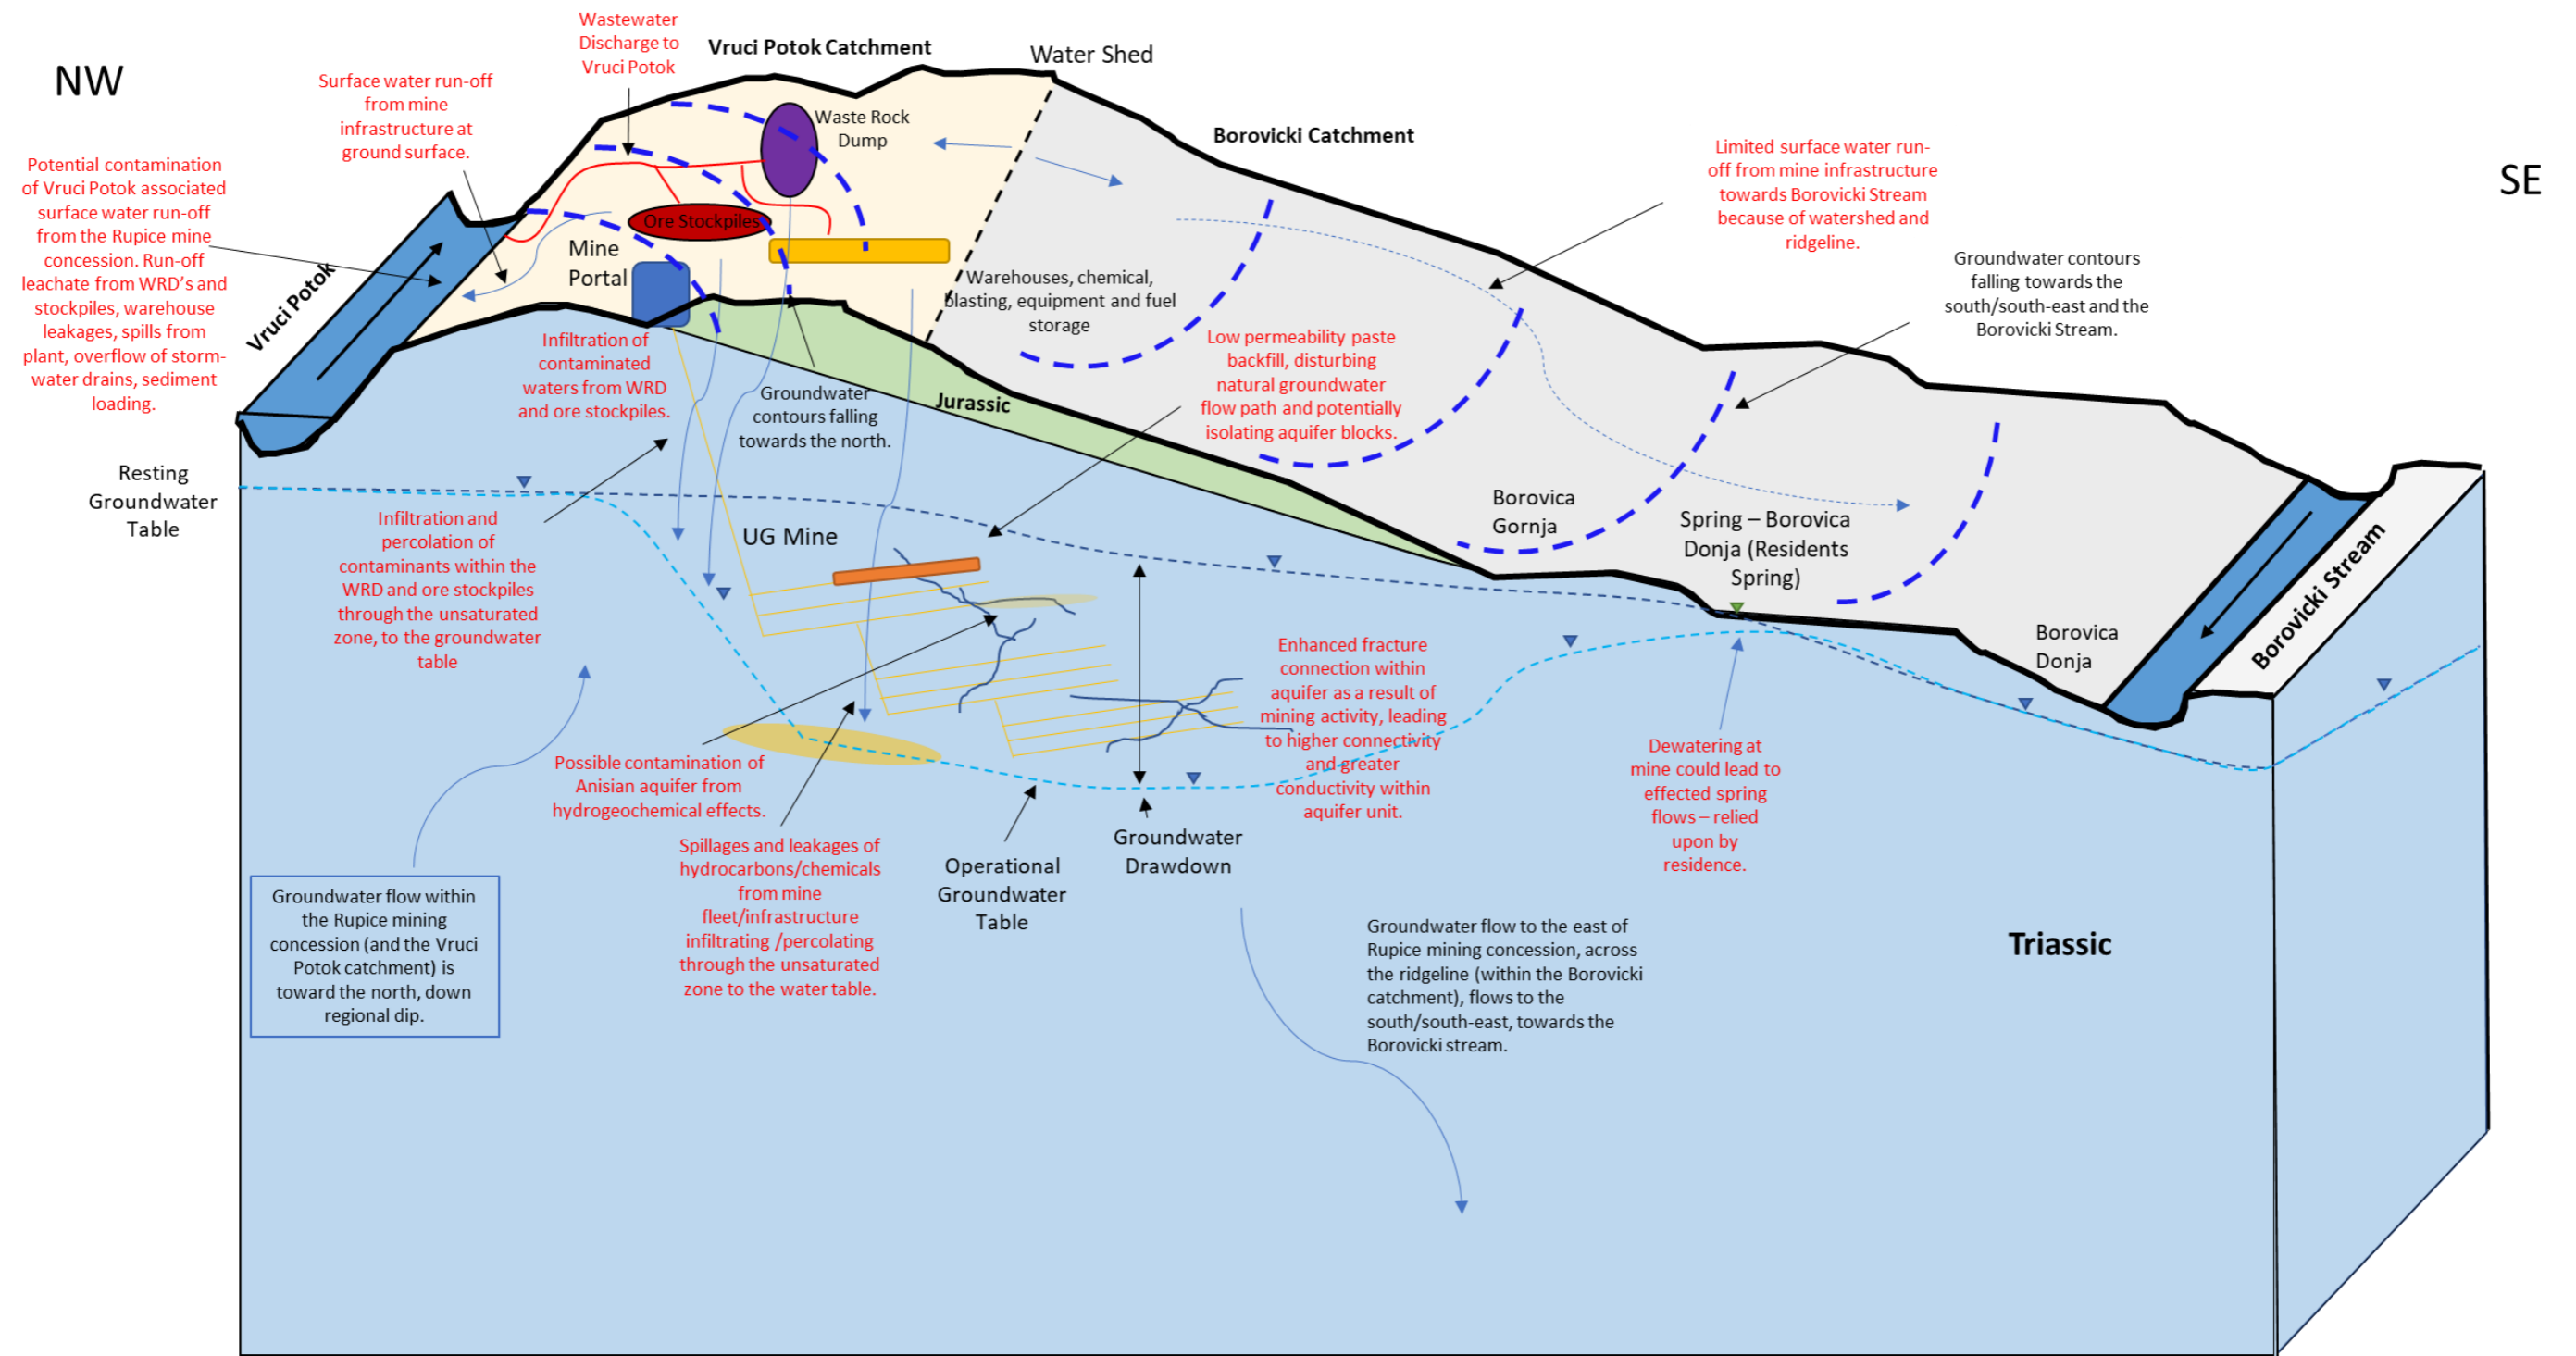 NW
Wastewater
Discharge to
Vruci Potok
Vruci Potok Catchment
Water Shed
Surface water run-off
from mine
infrastructure at
ground surface.
Waste Rock
Dump
Borovicki Catchment
Limited surface water run-
off from mine infrastructure
towards Borovicki Stream
because of watershed and
ridgeline.
SE
Potential contamination
of Vruci Potok associated
surface water run-off
from the Rupice mine
concession. Run-off
leachate from WRD's and
stockpiles, warehouse
leakages, spills from
plant, overflow of storm-
water drains, sediment
loading.
Vruci Potok
Ore Stockpiles
Mine
Portal
Warehouses, chemical,
blasting, equipment and fuel
storage
Groundwater contours
falling towards the
south/south-east and the
Borovicki Stream.
Infiltration of
contaminated
waters from WRD
and ore stockpiles.
Groundwater
contours falling
towards the north.
Jurassic
Low permeability paste
backfill, disturbing
natural groundwater
flow path and potentially
isolating aquifer blocks.
Resting
Groundwater
Table
Infiltration and
percolation of
contaminants within the
WRD and ore stockpiles
through the unsaturated
zone, to the groundwater
table
UG Mine
Borovica
Gornja
Spring – Borovica
Donja (Residents
Spring)
Borovica
Donja
Borovicki Stream
Enhanced fracture
connection within
aquifer as a result of
mining activity, leading
to higher connectivity
and greater
conductivity within
aquifer unit.
Possible contamination of
Anisian aquifer from
hydrogeochemical effects.
Dewatering at
mine could lead to
effected spring
flows – relied
upon by
residence.
Spillages and leakages of
hydrocarbons/chemicals
from mine
fleet/infrastructure
infiltrating /percolating
through the unsaturated
zone to the water table.
Operational
Groundwater
Table
Groundwater
Drawdown
Groundwater flow within
the Rupice mining
concession (and the Vruci
Potok catchment) is
toward the north, down
regional dip.
Groundwater flow to the east of
Rupice mining concession, across
the ridgeline (within the Borovicki
catchment), flows to the
south/south-east, towards the
Borovicki stream.
Triassic